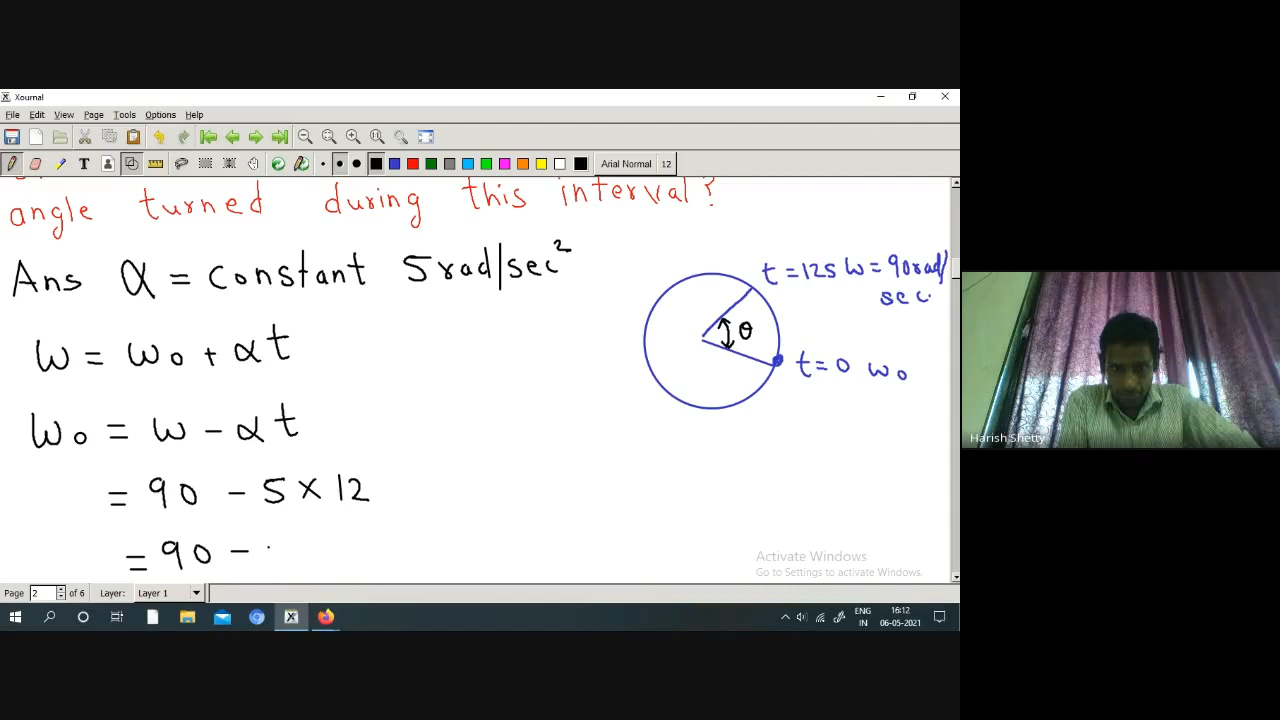 Xournal
File Edit View Page Tools Options Help
Arial Normal 12
angle turned during this interval?
Ans α = constant 5 rad/sec²
t = 12s ω = 90 rad/
sec.
θ
ω = ω₀ + αt
t = 0 ω₀
ω₀ = ω - αt
= 90 - 5 × 12
= 90 -
Harish Shetty
Activate Windows
Go to Settings to activate Windows.
Page 2 of 6 Layer: Layer 1
ENG
IN
16:12
06-05-2021